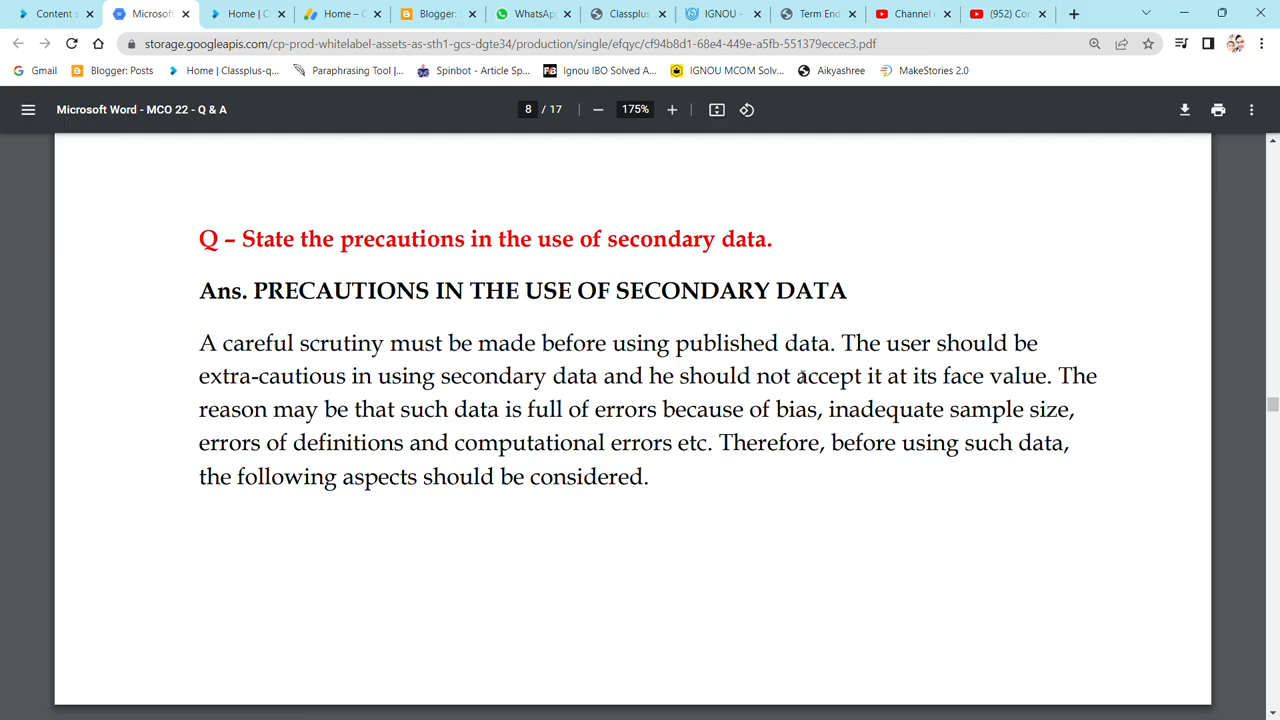 Content s
Microsof
Home | C
Home – G
Blogger:
WhatsAp
Classplus
IGNOU -
Term End
Channel c
(952) Cor
storage.googleapis.com/cp-prod-whitelabel-assets-as-sth1-gcs-alte34/production/single/efqyc/cf94b8d1-68e4-449e-a5fb-551379eccec3.pdf
Gmail
Blogger: Posts
Home | Classplus-q...
Paraphrasing Tool |...
Spinbot - Article Sp...
Ignou IBO Solved A...
IGNOU MCOM Solv...
Aikyashree
MakeStories 2.0
Microsoft Word - MCO 22 - Q & A
8 / 17
175%
Q – State the precautions in the use of secondary data.
Ans. PRECAUTIONS IN THE USE OF SECONDARY DATA
A careful scrutiny must be made before using published data. The user should be
extra-cautious in using secondary data and he should not accept it at its face value. The
reason may be that such data is full of errors because of bias, inadequate sample size,
errors of definitions and computational errors etc. Therefore, before using such data,
the following aspects should be considered.